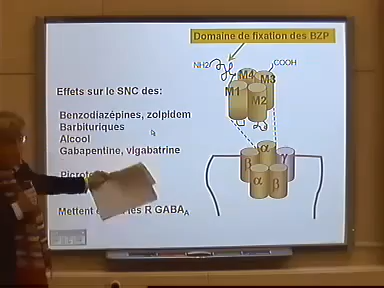 Domaine de fixation des BZP
NH2
COOH
M4
M3
M1
M2
Effets sur le SNC des:
Benzodiazépines, zolpidem
Barbituriques
Alcool
Gabapentine, vigabatrine
α
β
γ
α
β
Mettent R GABAA